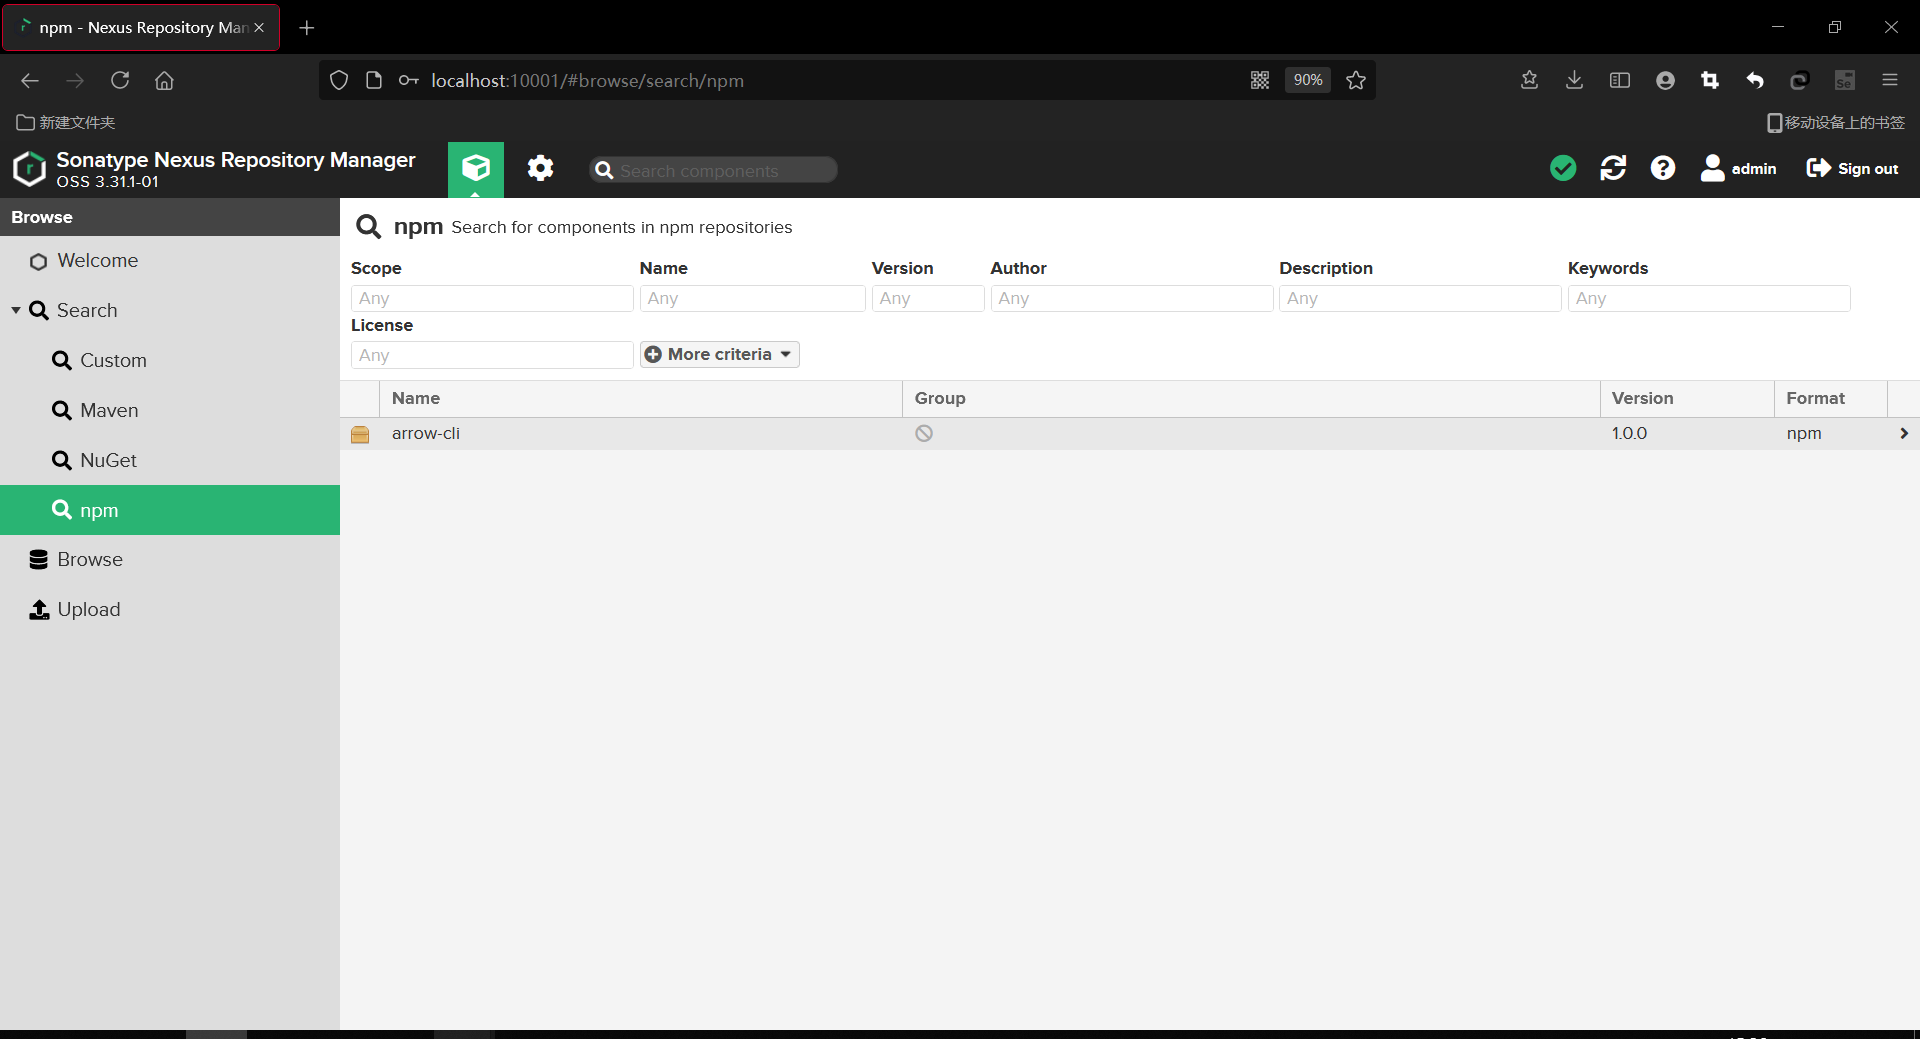 npm - Nexus Repository Man
localhost:10001/#browse/search/npm
90%
新建文件夹
移动设备上的书签
Sonatype Nexus Repository Manager
OSS 3.31.1-01
Search components
admin
Sign out
Browse
Welcome
Search
Custom
Maven
NuGet
npm
Browse
Upload
npm Search for components in npm repositories
Scope Name Version Author Description Keywords
Any Any Any Any Any Any
License
Any More criteria
Name Group Version Format
arrow-cli 1.0.0 npm